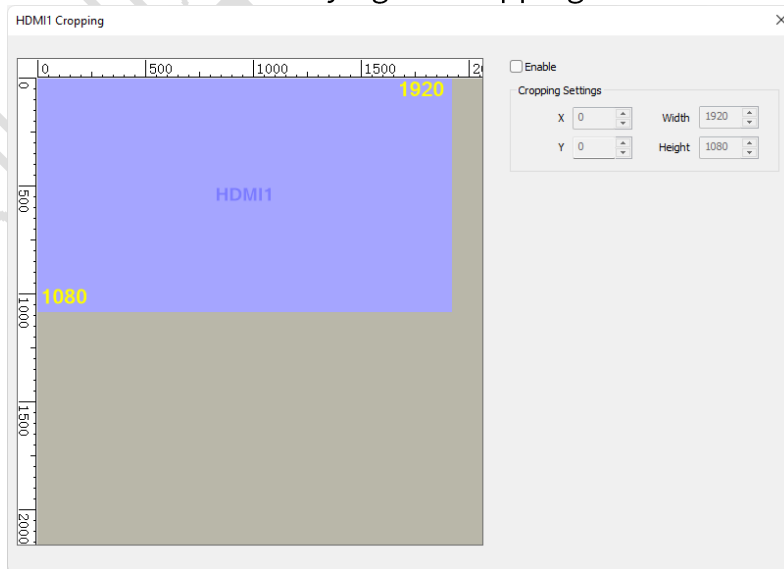 HDMI1 Cropping
0 500 1000 1500
Enable
0
1920
Cropping Settings
X 0 Width 1920
Y 0 Height 1080
500
HDMI1
1080
1000
1500
2000